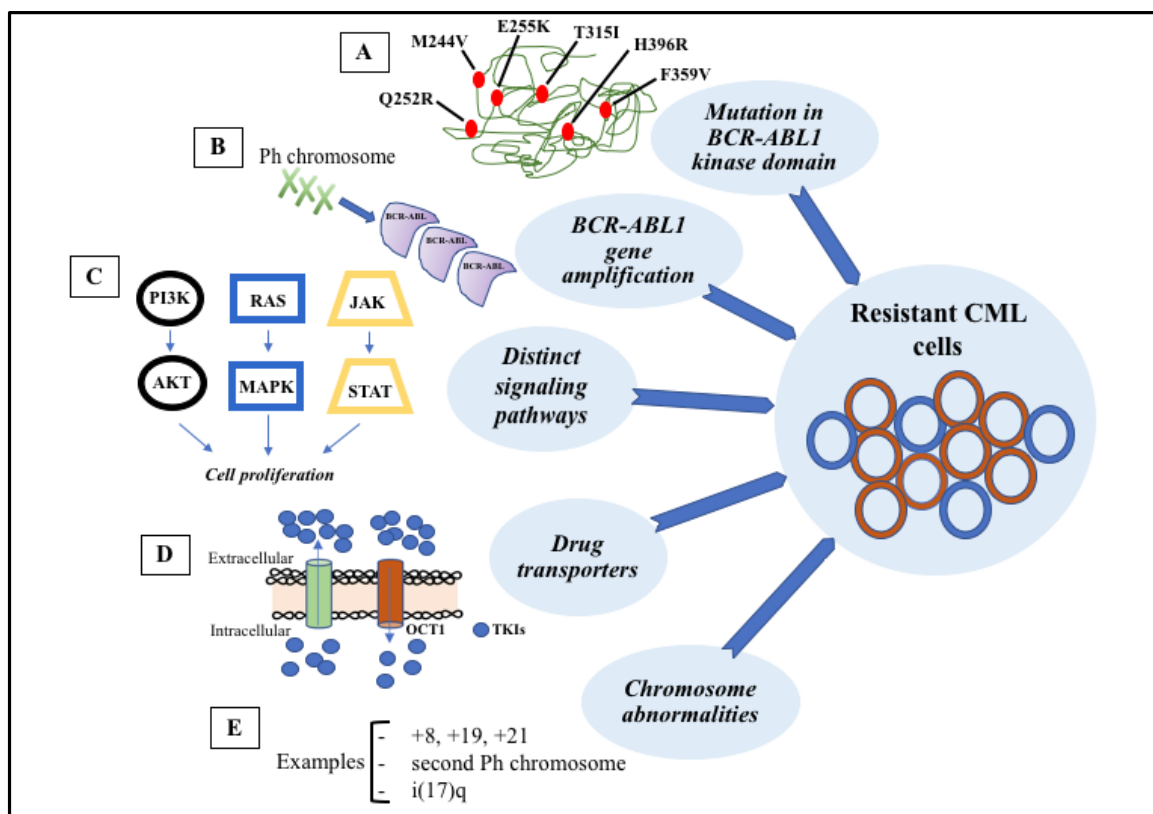 A
M244V
E255K
T315I
H396R
F359V
Q252R
Mutation in
BCR-ABL1
kinase domain
B
Ph chromosome
BCR-ABL
BCR-ABL
BCR-ABL
BCR-ABL1
gene
amplification
C
PI3K
RAS
JAK
AKT
MAPK
STAT
Cell proliferation
Distinct
signaling
pathways
Resistant CML
cells
D
Extracellular
Intracellular
OCT1
TKIs
Drug
transporters
E
Examples
- +8, +19, +21
- second Ph chromosome
- i(17)q
Chromosome
abnormalities